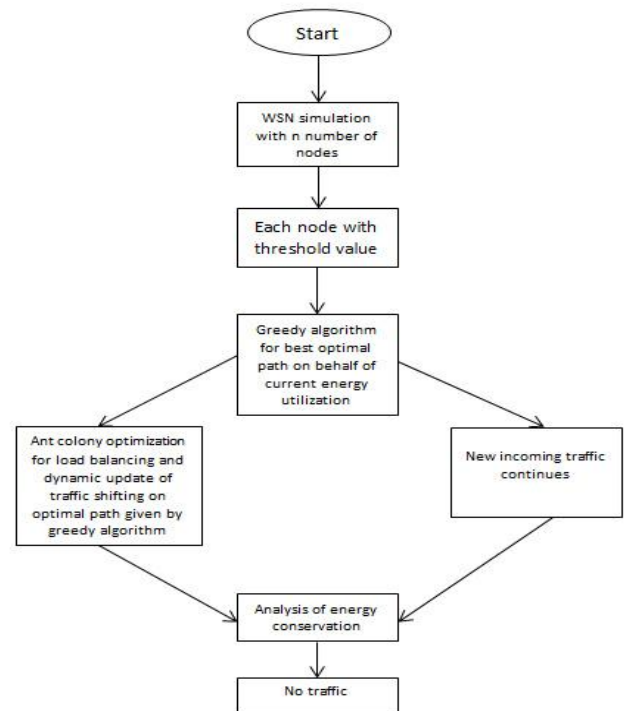 Start
WSN simulation
with n number of
nodes
Each node with
threshold value
Greedy algorithm
for best optimal
path on behalf of
current energy
utilization
Ant colony optimization
for load balancing and
dynamic update of
traffic shifting on
optimal path given by
greedy algorithm
New incoming traffic
continues
Analysis of energy
conservation
No traffic